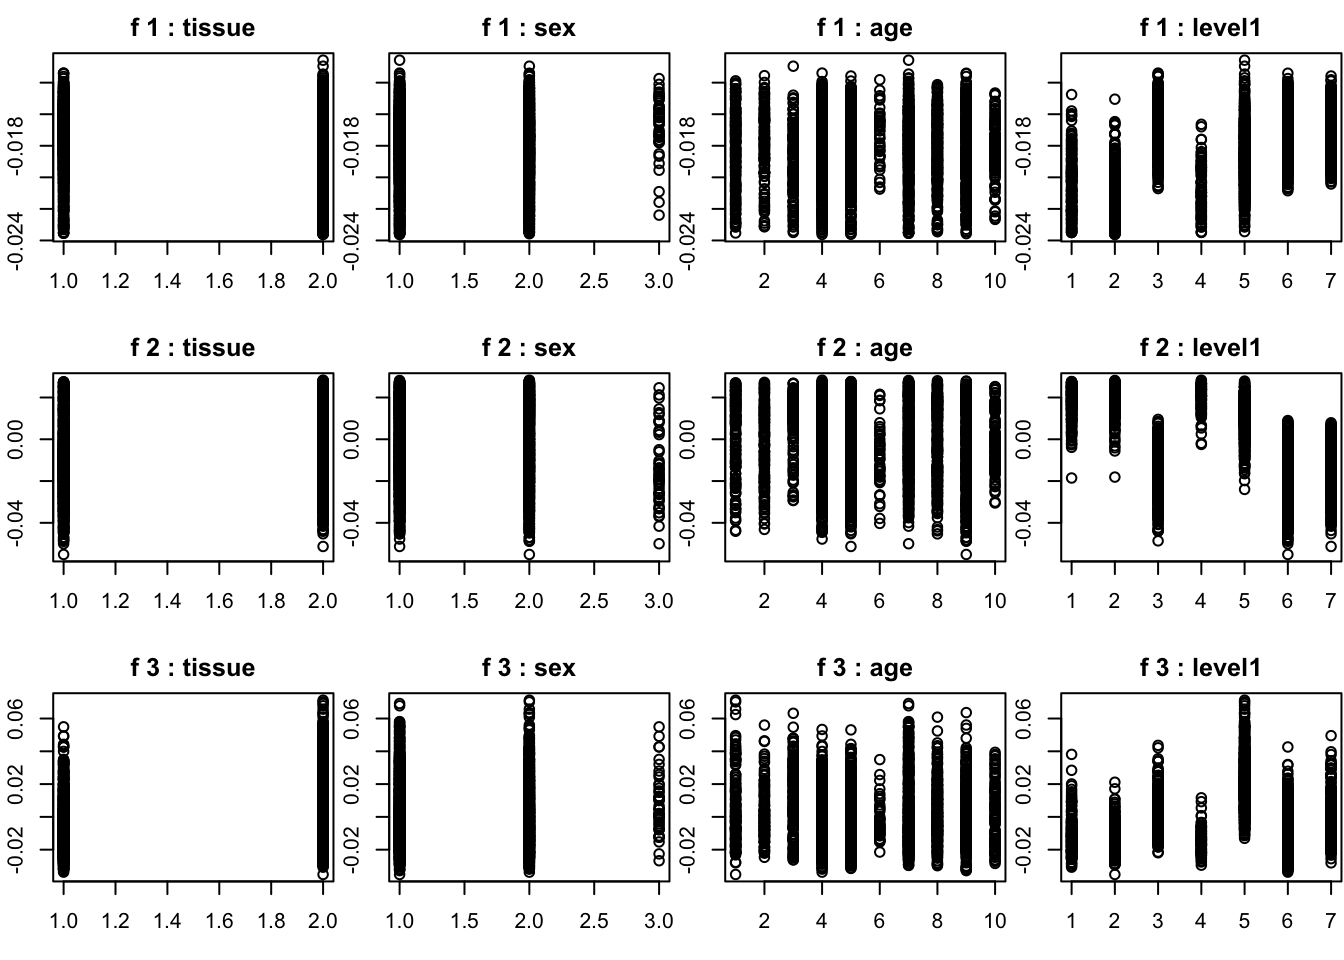 f 1 : tissue
-0.018
-0.024
1.0 1.2 1.4 1.6 1.8 2.0
f 1 : sex
-0.018
-0.024
1.0 1.5 2.0 2.5 3.0
f 1 : age
-0.018
-0.024
2 4 6 8 10
f 1 : level1
-0.018
-0.024
1 2 3 4 5 6 7
f 2 : tissue
0.00
-0.04
1.0 1.2 1.4 1.6 1.8 2.0
f 2 : sex
0.00
-0.04
1.0 1.5 2.0 2.5 3.0
f 2 : age
0.00
-0.04
2 4 6 8 10
f 2 : level1
0.00
-0.04
1 2 3 4 5 6 7
f 3 : tissue
0.06
0.02
-0.02
1.0 1.2 1.4 1.6 1.8 2.0
f 3 : sex
0.06
0.02
-0.02
1.0 1.5 2.0 2.5 3.0
f 3 : age
0.06
0.02
-0.02
2 4 6 8 10
f 3 : level1
0.06
0.02
-0.02
1 2 3 4 5 6 7